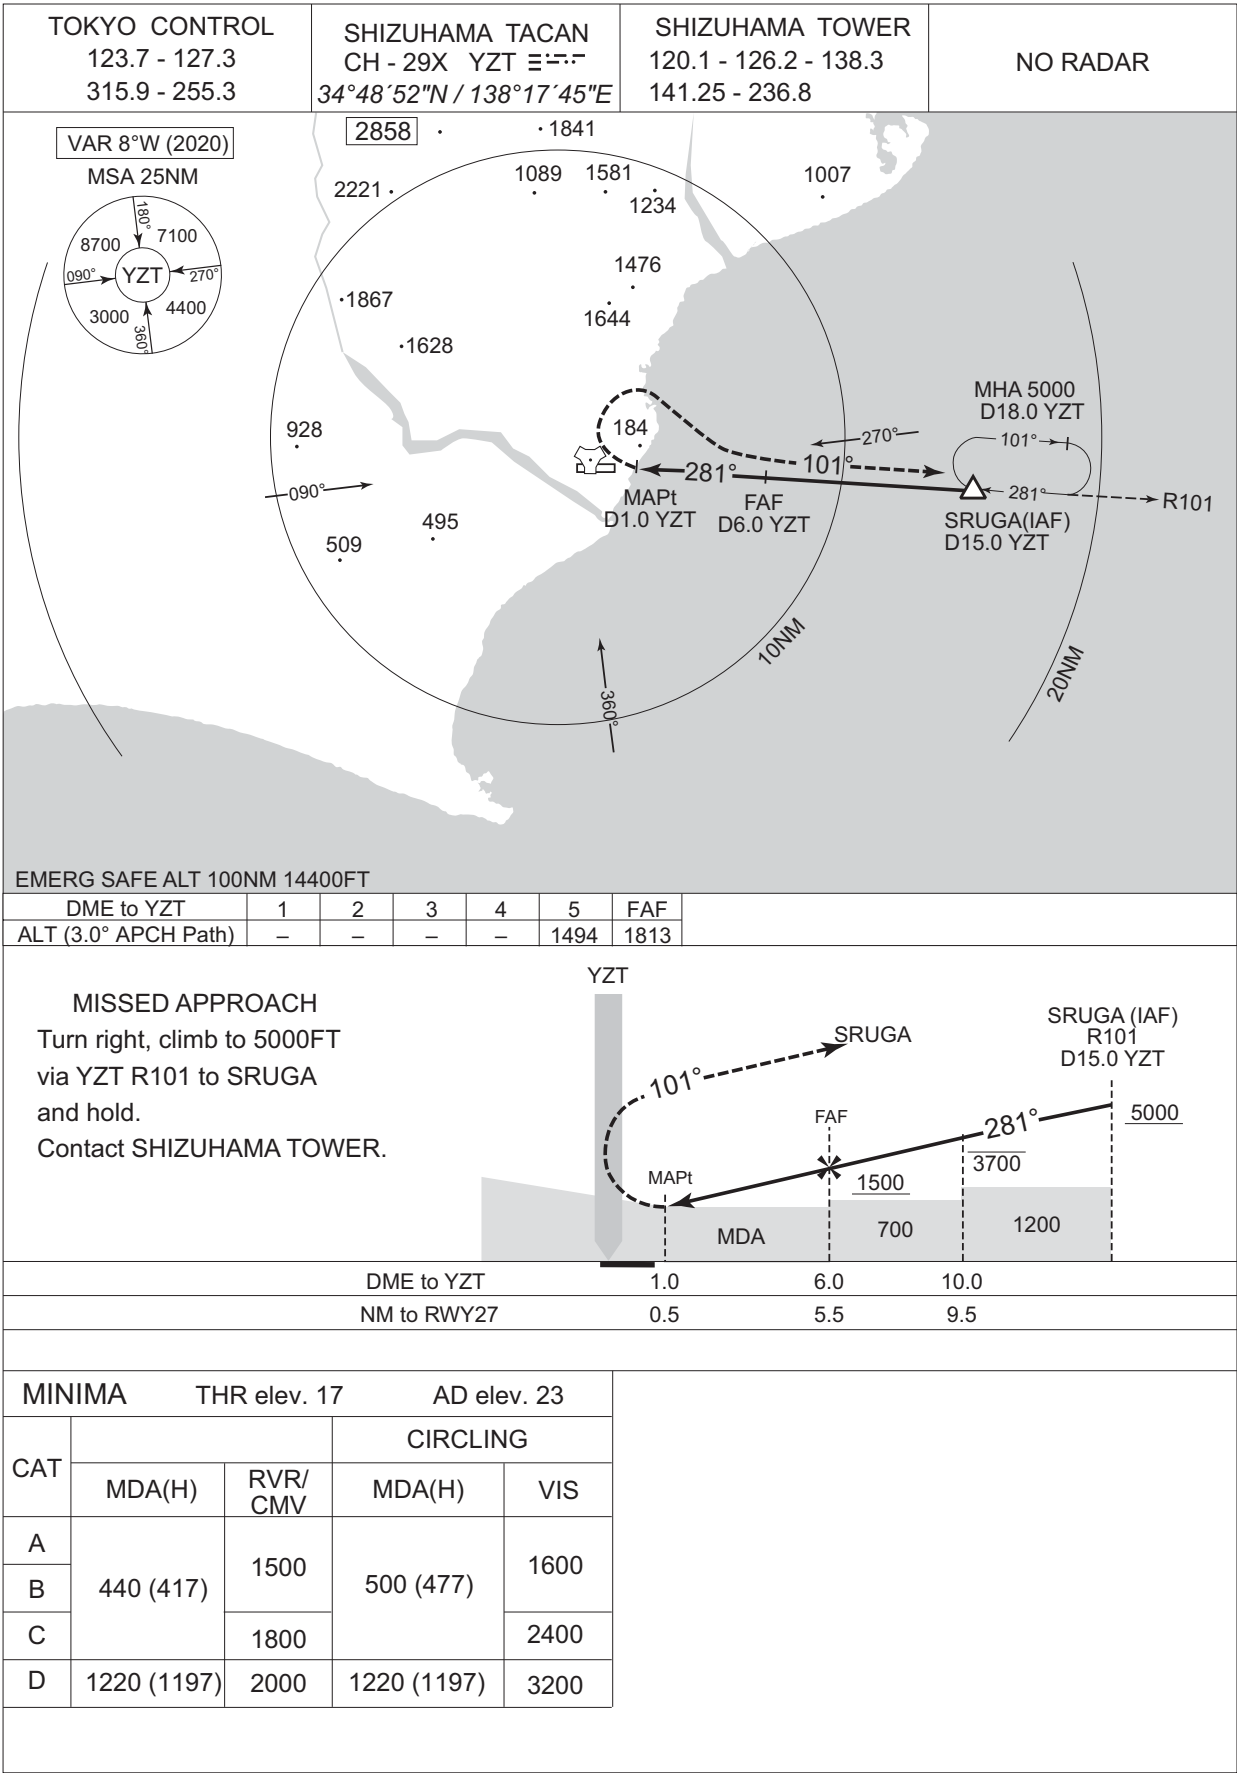 TOKYO CONTROL
123.7 - 127.3
315.9 - 255.3
SHIZUHAMA TACAN
CH - 29X YZT
34°48´52"N / 138°17´45"E
SHIZUHAMA TOWER
120.1 - 126.2 - 138.3
141.25 - 236.8
NO RADAR
VAR 8°W (2020)
MSA 25NM
180°
8700
7100
090°
YZT
270°
3000
4400
360°
2858
1841
2221
1089
1581
1234
1007
1476
1867
1644
1628
MHA 5000
D18.0 YZT
928
184
270°
101°
090°
281°
101°
281°
R101
MAPt
D1.0 YZT
FAF
D6.0 YZT
SRUGA(IAF)
D15.0 YZT
495
509
10NM
20NM
360°
EMERG SAFE ALT 100NM 14400FT
DME to YZT 1 2 3 4 5 FAF
ALT (3.0° APCH Path) – – – – 1494 1813
MISSED APPROACH
Turn right, climb to 5000FT
via YZT R101 to SRUGA
and hold.
Contact SHIZUHAMA TOWER.
YZT
SRUGA
SRUGA (IAF)
R101
D15.0 YZT
101°
FAF
281°
5000
3700
MAPt
1500
MDA
700
1200
DME to YZT 1.0 6.0 10.0
NM to RWY27 0.5 5.5 9.5
MINIMA THR elev. 17 AD elev. 23
CAT
CIRCLING
MDA(H)
RVR/
CMV
MDA(H)
VIS
A
B
440 (417)
1500
500 (477)
1600
C
1800
2400
D 1220 (1197) 2000 1220 (1197) 3200